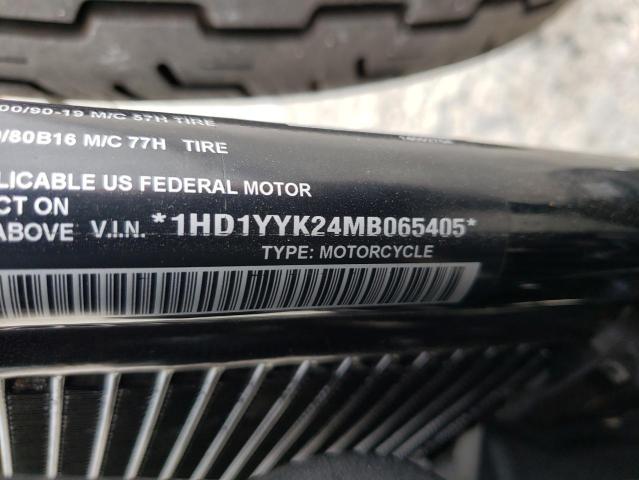 00/90-19 M/C 57H TIRE
/80B16 M/C 77H TIRE
LICABLE US FEDERAL MOTOR
CT ON
ABOVE V.I.N. *1HD1YYK24MB065405*
TYPE: MOTORCYCLE